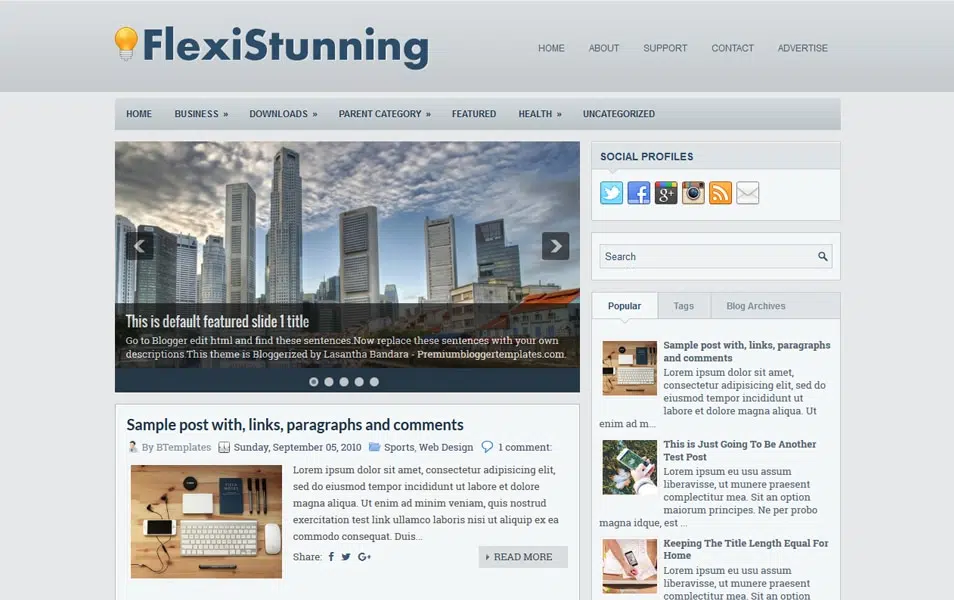 FlexiStunning
HOME ABOUT SUPPORT CONTACT ADVERTISE
HOME BUSINESS » DOWNLOADS » PARENT CATEGORY » FEATURED HEALTH » UNCATEGORIZED
This is default featured slide 1 title
Go to Blogger edit html and find these sentences.Now replace these sentences with your own
descriptions.This theme is Bloggerized by Lasantha Bandara - Premiumbloggertemplates.com.
Sample post with, links, paragraphs and comments
By BTemplates Sunday, September 05, 2010 Sports, Web Design 1 comment:
Lorem ipsum dolor sit amet, consectetur adipisicing elit,
sed do eiusmod tempor incididunt ut labore et dolore
magna aliqua. Ut enim ad minim veniam, quis nostrud
exercitation test link ullamco laboris nisi ut aliquip ex ea
commodo consequat. Duis...
Share:
READ MORE
SOCIAL PROFILES
Search
Popular Tags Blog Archives
Sample post with, links, paragraphs
and comments
Lorem ipsum dolor sit amet,
consectetur adipisicing elit, sed do
eiusmod tempor incididunt ut
labore et dolore magna aliqua. Ut
enim ad m...
This is Just Going To Be Another
Test Post
Lorem ipsum eu usu assum
liberavisse, ut munere praesent
complectitur mea. Sit an option
maiorum principes. Ne per probo
magna idque, est ...
Keeping The Title Length Equal For
Home
Lorem ipsum eu usu assum
liberavisse, ut munere praesent